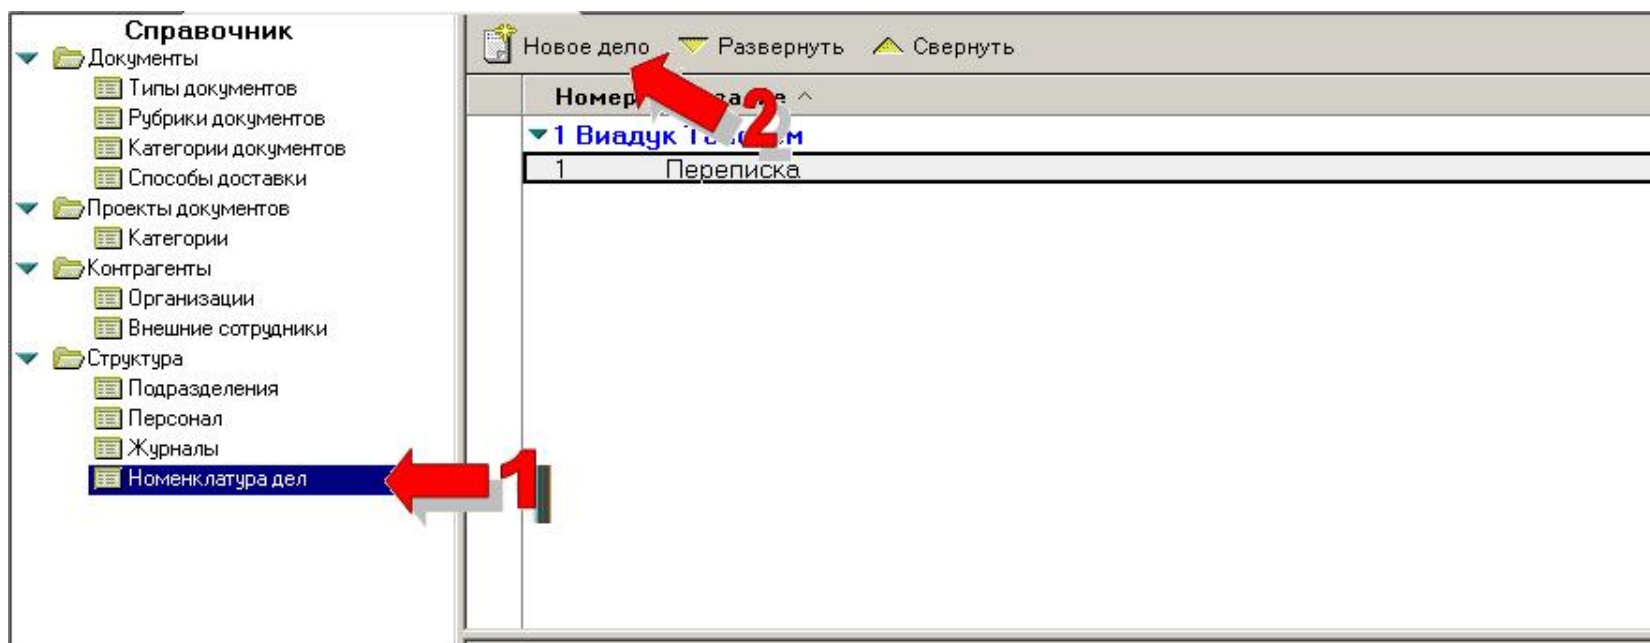 Справочник
Документы
Типы документов
Рубрики документов
Категории документов
Способы доставки
Проекты документов
Категории
Контрагенты
Организации
Внешние сотрудники
Структура
Подразделения
Персонал
Журналы
Номенклатура дел
1
Новое дело Развернуть Свернуть
2
Номер
1 Виадук
1 Переписка